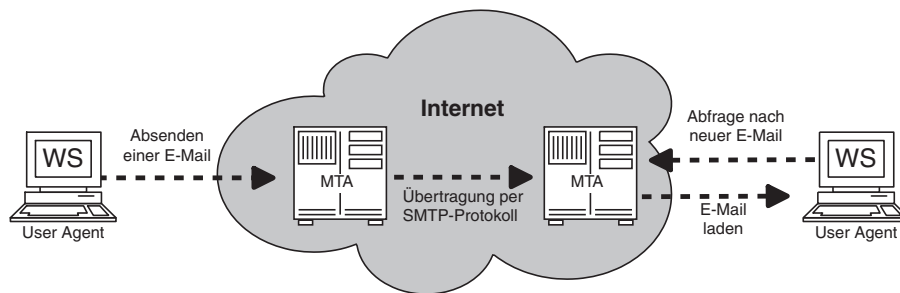 Internet
Absenden
einer E-Mail
WS
User Agent
MTA
Übertragung per
SMTP-Protokoll
MTA
Abfrage nach
neuer E-Mail
E-Mail
laden
WS
User Agent